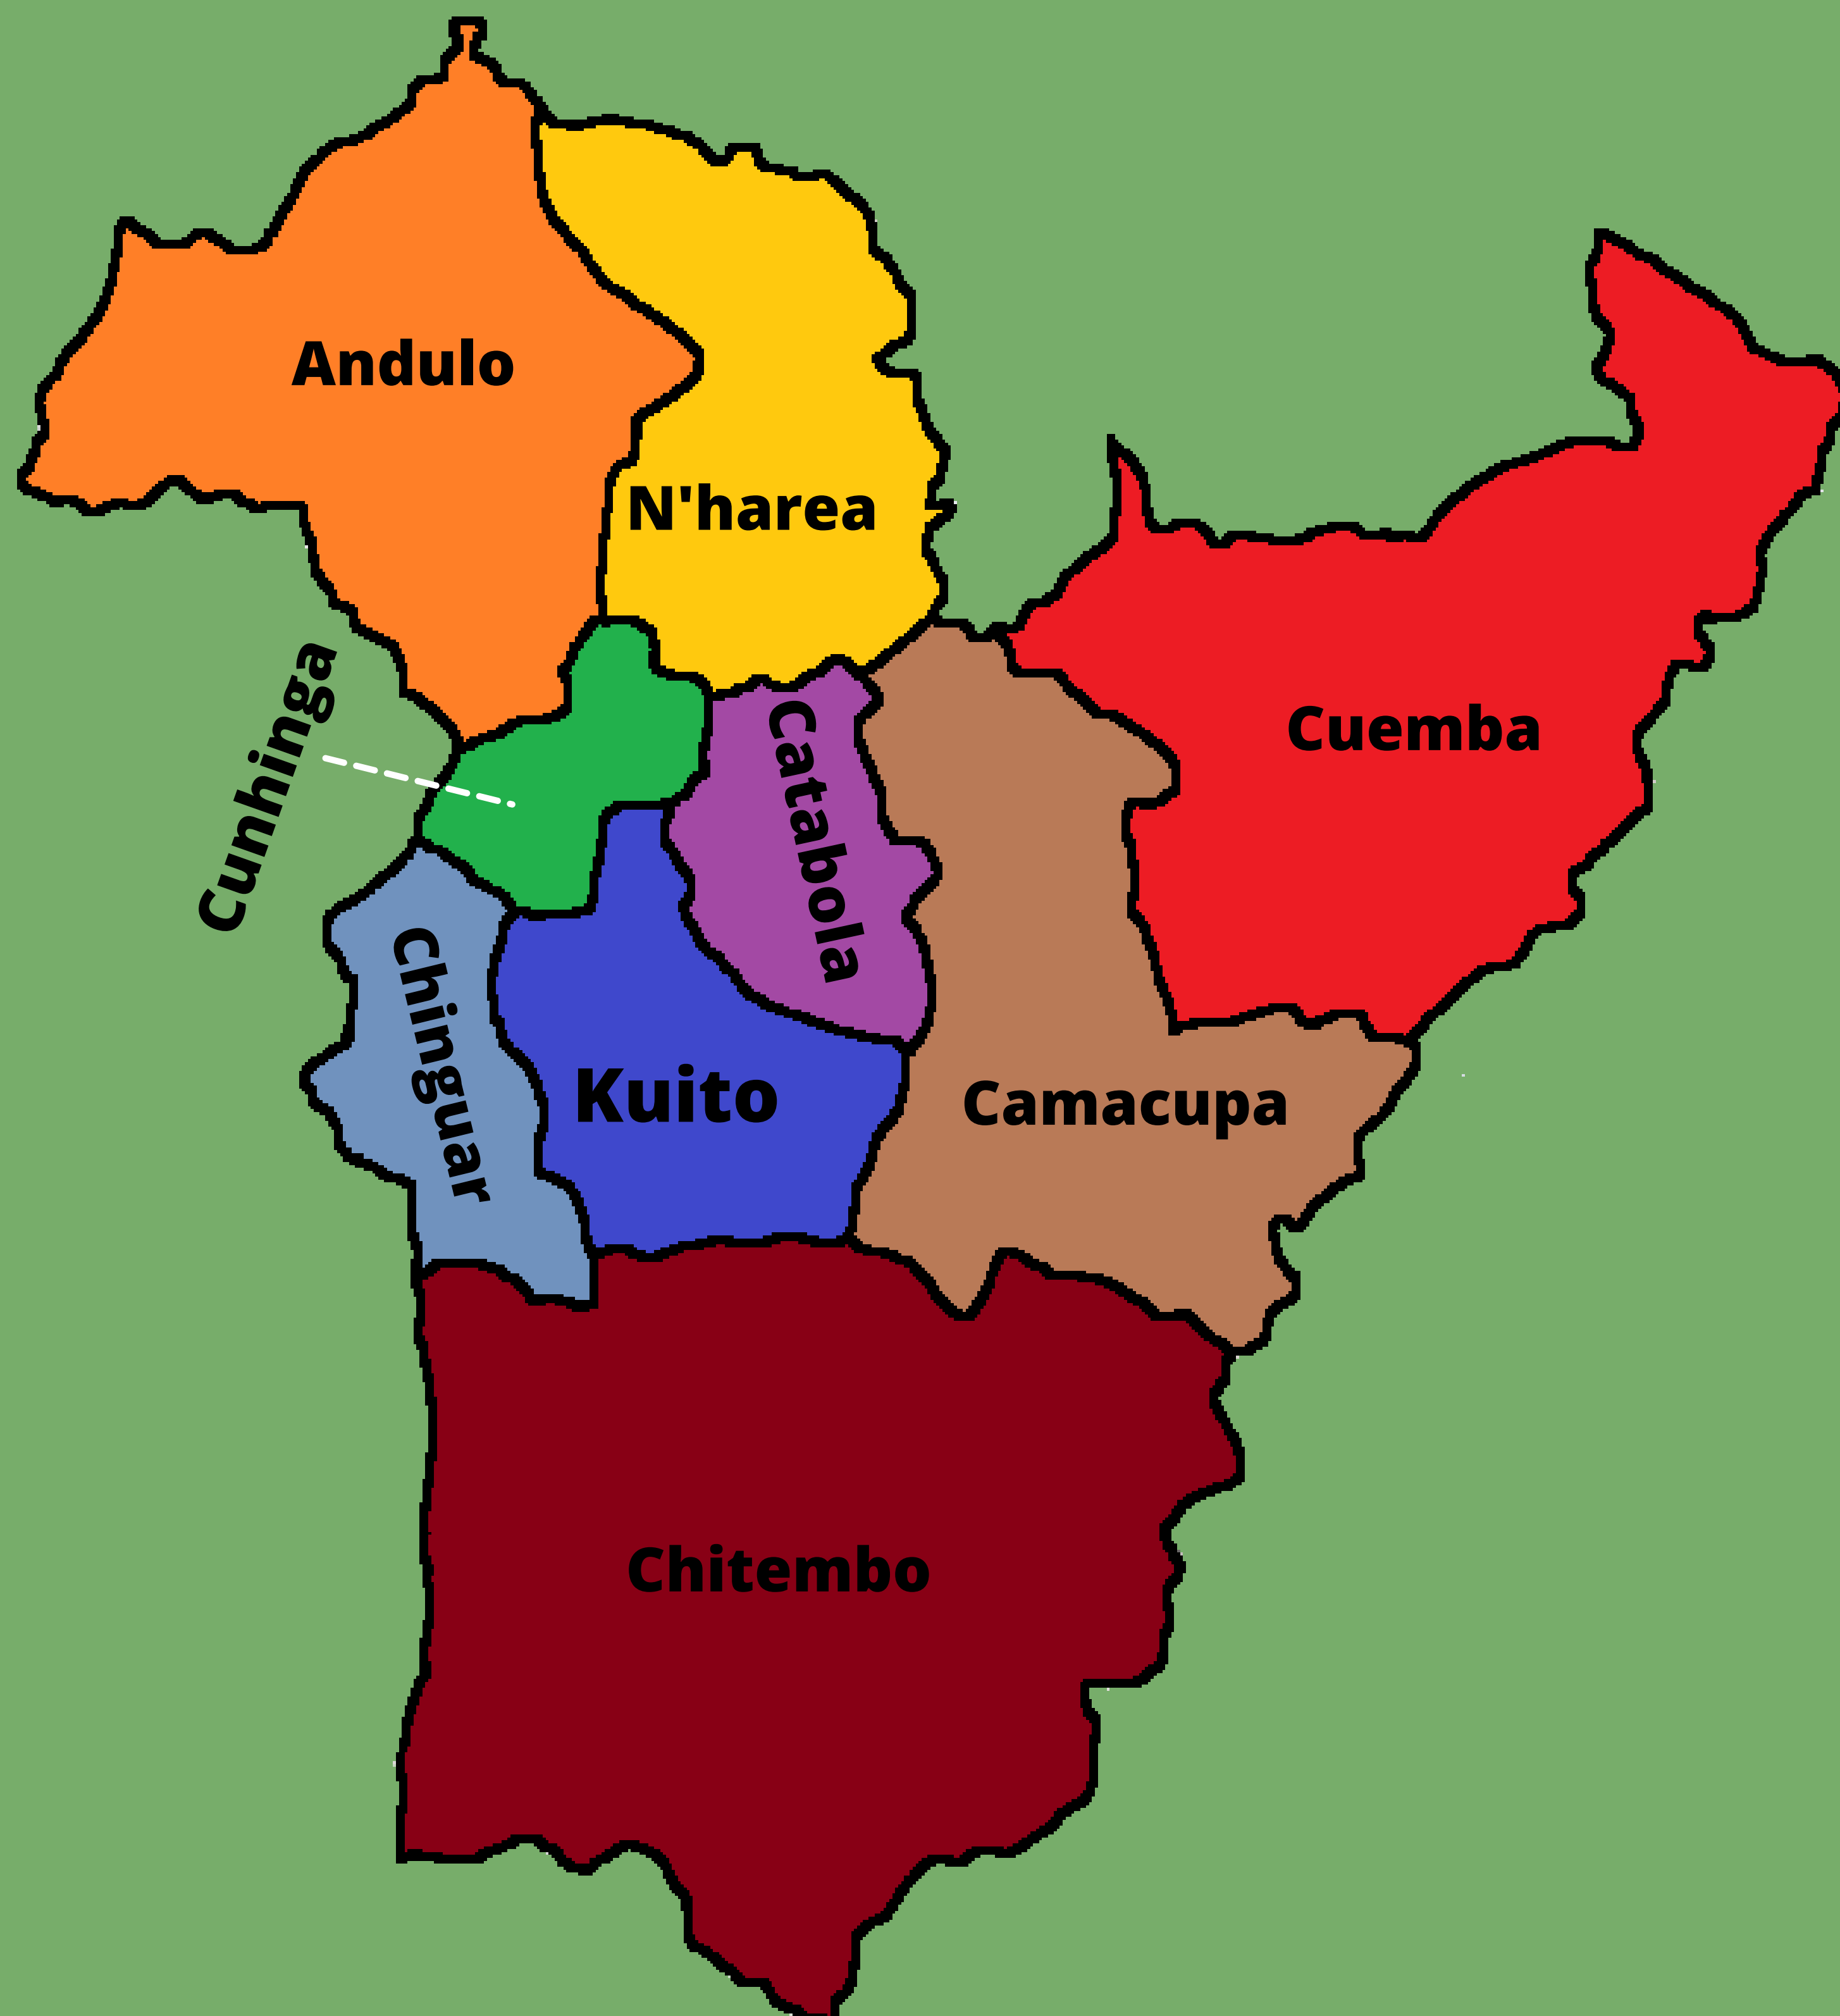 Andulo
N'harea
Cunhinga
Cuemba
Catabola
Chinguar
Kuito
Camacupa
Chitembo